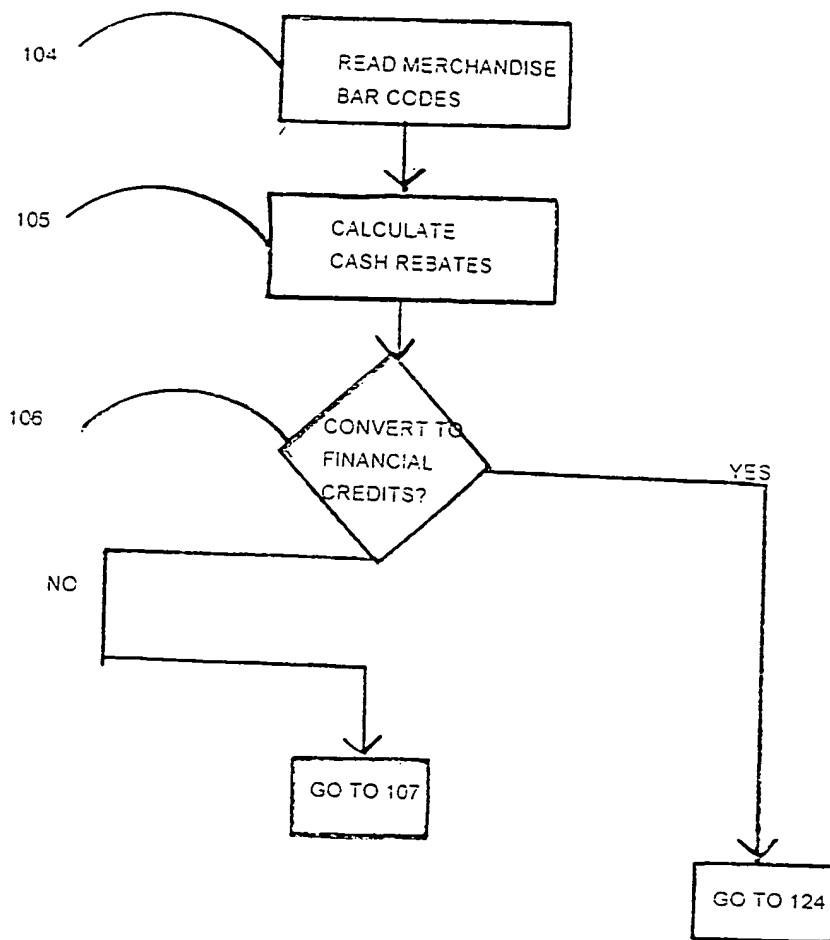 104
READ MERCHANDISE
BAR CODES
105
CALCULATE
CASH REBATES
106
CONVERT TO
FINANCIAL
CREDITS?
YES
NO
GO TO 107
GO TO 124